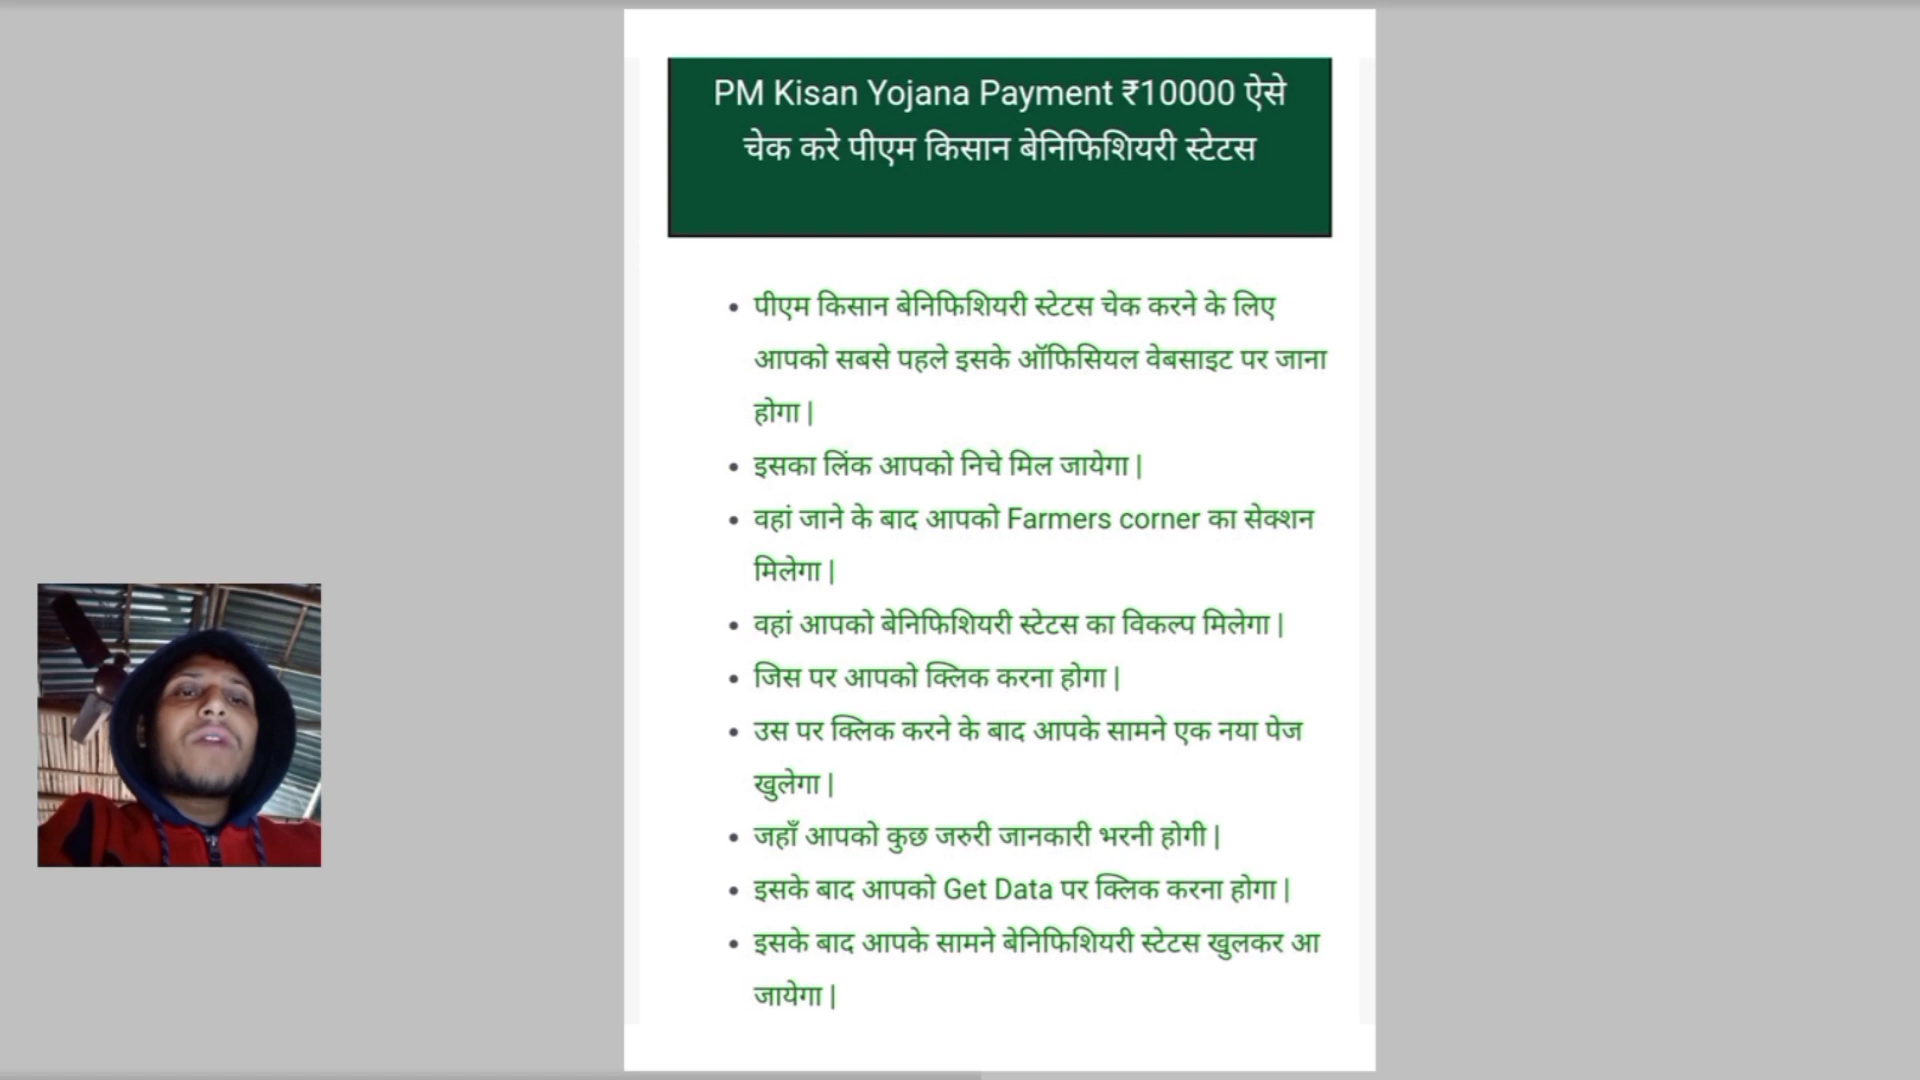 PM Kisan Yojana Payment ₹10000 ऐसे
चेक करे पीएम किसान बेनिफिशियरी स्टेटस
• पीएम किसान बेनिफिशियरी स्टेटस चेक करने के लिए
आपको सबसे पहले इसके ऑफिसियल वेबसाइट पर जाना
होगा |
• इसका लिंक आपको निचे मिल जायेगा |
• वहां जाने के बाद आपको Farmers corner का सेक्शन
मिलेगा |
• वहां आपको बेनिफिशियरी स्टेटस का विकल्प मिलेगा |
• जिस पर आपको क्लिक करना होगा |
• उस पर क्लिक करने के बाद आपके सामने एक नया पेज
खुलेगा |
• जहाँ आपको कुछ जरुरी जानकारी भरनी होगी |
• इसके बाद आपको Get Data पर क्लिक करना होगा |
• इसके बाद आपके सामने बेनिफिशियरी स्टेटस खुलकर आ
जायेगा |